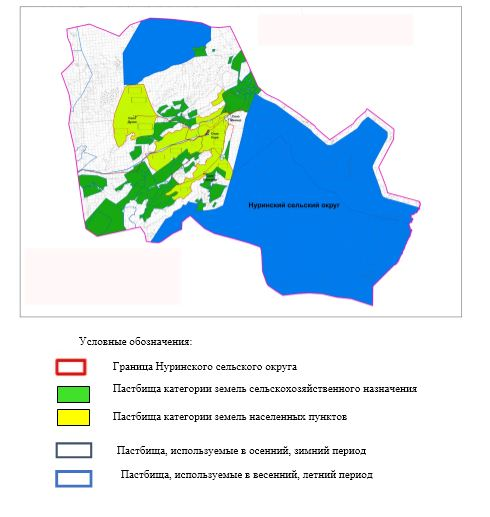 Нуринский сельский округ
Условные обозначения:
Граница Нуринского сельского округа
Пастбища категории земель сельскохозяйственного назначения
Пастбища категории земель населенных пунктов
Пастбища, используемые в осенний, зимний период
Пастбища, используемые в весенний, летний период